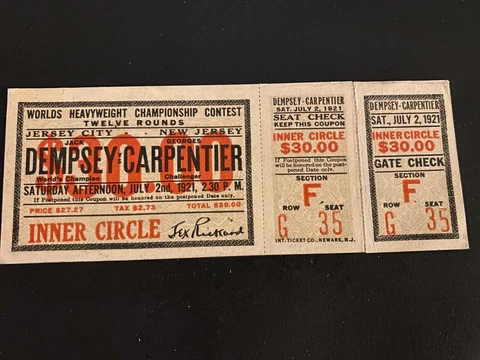 WORLDS HEAVYWEIGHT CHAMPIONSHIP CONTEST
TWELVE ROUNDS
JERSEY CITY - NEW JERSEY
JACK GEORGES
DEMPSEY-CARPENTIER
World's Champion Challenger
SATURDAY AFTERNOON, JULY 2nd, 1921, 2.30 P. M.
If Postponed this Coupon will be honored on the Postponed Date only.
PRICE $27.27 TAX $2.73 TOTAL $30.00
INNER CIRCLE Tex Rickard
DEMPSEY-CARPENTIER
SAT. JULY 2, 1921
SEAT CHECK
KEEP THIS COUPON
INNER CIRCLE
$30.00
If Postponed this Coupon will be honored on the Postponed Date only.
SECTION
F
ROW SEAT
G 35
INT. TICKET CO., NEWARK, N.J.
DEMPSEY-CARPENTIER
SAT., JULY 2, 1921
INNER CIRCLE
$30.00
GATE CHECK
SECTION
F
ROW SEAT
G 35